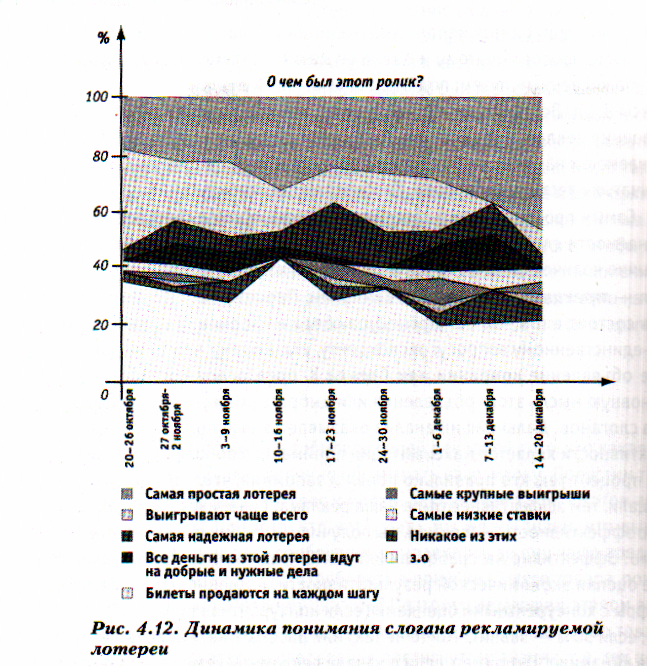 %
О чем был этот ролик?
100
80
60
40
20
0
20–26 октября
27 октября–
2 ноября
3–9 ноября
10–16 ноября
17–23 ноября
24–30 ноября
1–6 декабря
7–13 декабря
14–20 декабря
Самая простая лотерея
Выигрывают чаще всего
Самая надежная лотерея
Все деньги из этой лотереи идут
на добрые и нужные дела
Билеты продаются на каждом шагу
Самые крупные выигрыши
Самые низкие ставки
Никакое из этих
з.о
Рис. 4.12. Динамика понимания слогана рекламируемой
лотереи